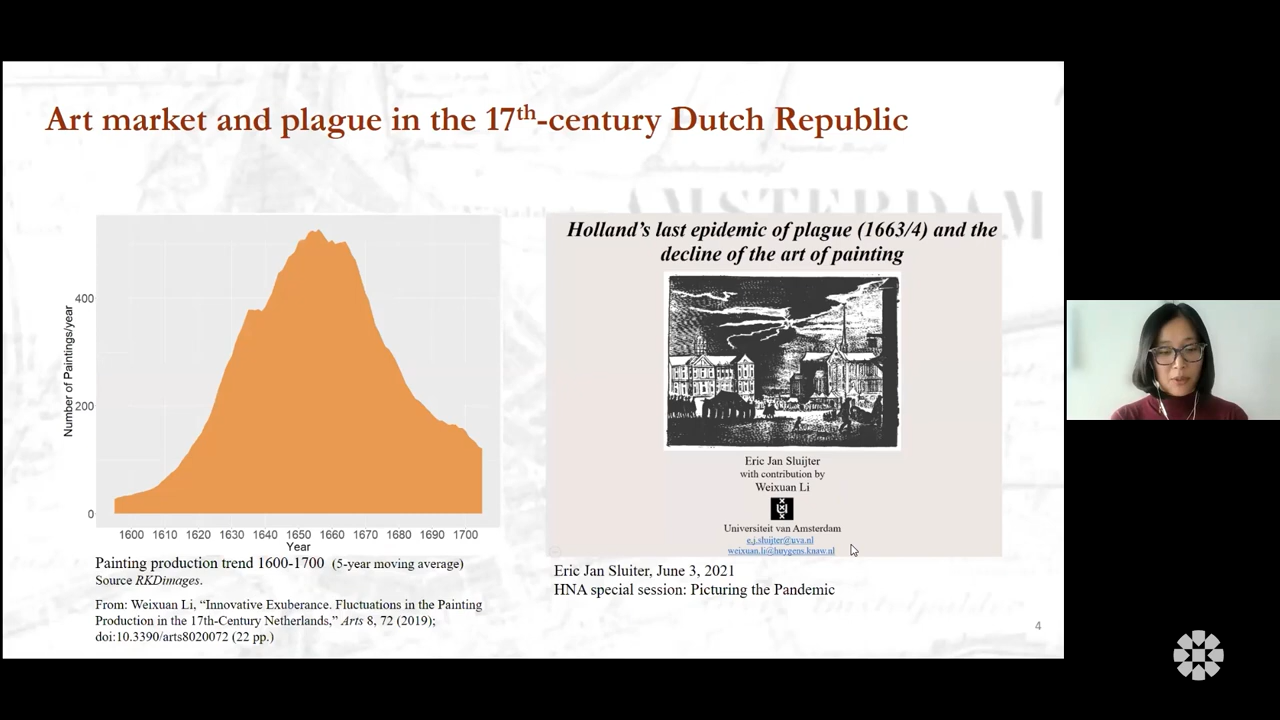 Art market and plague in the 17th-century Dutch Republic
AMSTERDAM
400
200
0
Number of Paintings/year
1600 1610 1620 1630 1640 1650 1660 1670 1680 1690 1700
Year
Painting production trend 1600-1700 (5-year moving average)
Source RKDimages.
From: Weixuan Li, “Innovative Exuberance. Fluctuations in the Painting
Production in the 17th-Century Netherlands,” Arts 8, 72 (2019);
doi:10.3390/arts8020072 (22 pp.)
Holland’s last epidemic of plague (1663/4) and the
decline of the art of painting
Eric Jan Sluijter
with contribution by
Weixuan Li
Universiteit van Amsterdam
e.j.sluijter@uva.nl
weixuan.li@huygens.knaw.nl
Eric Jan Sluiter, June 3, 2021
HNA special session: Picturing the Pandemic
4